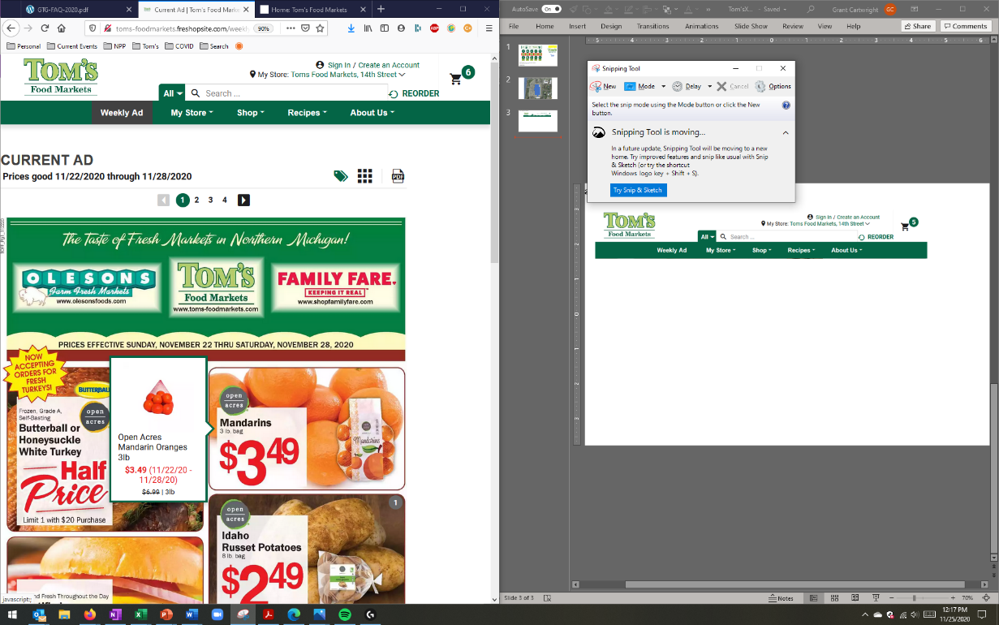 GTG-FAQ-2020.pdf
Current Ad | Tom's Food Market
Home: Tom's Food Markets
toms-foodmarkets.freshopsite.com/weekl
90%
Personal
Current Events
NPP
Tom's
COVID
Search
TOM'S
Food Markets
Sign In / Create an Account
My Store: Toms Food Markets, 14th Street
6
All
Search ...
REORDER
Weekly Ad
My Store
Shop
Recipes
About Us
CURRENT AD
Prices good 11/22/2020 through 11/28/2020
PDF
1 2 3 4
The Taste of Fresh Markets in Northern Michigan!
OLESONS
Farm Fresh Markets
www.olesonsfoods.com
TOM'S
Food Markets
www.toms-foodmarkets.com
FAMILY FARE.
KEEPING IT REAL
www.shopfamilyfare.com
PRICES EFFECTIVE SUNDAY, NOVEMBER 22 THRU SATURDAY, NOVEMBER 28, 2020
NOW
ACCEPTING
ORDERS FOR
FRESH
TURKEYS!
BUTTERBAL
open
acres
Frozen, Grade A,
Self-Basting
Butterball or
Honeysuckle
White Turkey
Half
Price
Limit 1 with $20 Purchase
Open Acres
Mandarin Oranges
3lb
$3.49 (11/22/20 -
11/28/20)
$6.99 | 3lb
open
acres
Mandarins
3 lb. bag
$3.49
Mandarins
1
open
acres
Idaho
Russet Potatoes
8 lb. bag
$2.49
nd Fresh Throughout the Day
javascript:;
AutoSave On
Tom'sX... - Saved
Grant Cartwright
GC
File
Home
Insert
Design
Transitions
Animations
Slide Show
Review
View
Help
Share
Comments
1
2
3
Snipping Tool
New
Mode
Delay
Cancel
Options
Select the snip mode using the Mode button or click the New
button.
Snipping Tool is moving...
In a future update, Snipping Tool will be moving to a new
home. Try improved features and snip like usual with Snip
& Sketch (or try the shortcut
Windows logo key + Shift + S).
Try Snip & Sketch
TOM'S
Food Markets
Sign In / Create an Account
My Store: Toms Food Markets, 14th Street
5
All
Search ...
REORDER
Weekly Ad
My Store
Shop
Recipes
About Us
Slide 3 of 3
Notes
70%
12:17 PM
11/25/2020